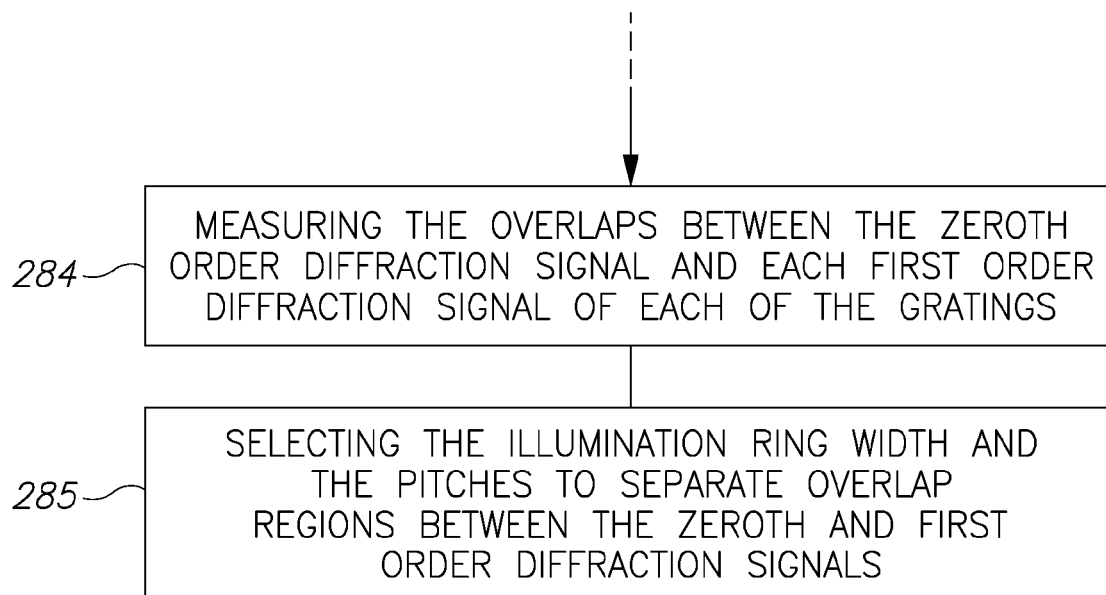 MEASURING THE OVERLAPS BETWEEN THE ZEROTH
ORDER DIFFRACTION SIGNAL AND EACH FIRST ORDER
DIFFRACTION SIGNAL OF EACH OF THE GRATINGS
284
SELECTING THE ILLUMINATION RING WIDTH AND
THE PITCHES TO SEPARATE OVERLAP
REGIONS BETWEEN THE ZEROTH AND FIRST
ORDER DIFFRACTION SIGNALS
285